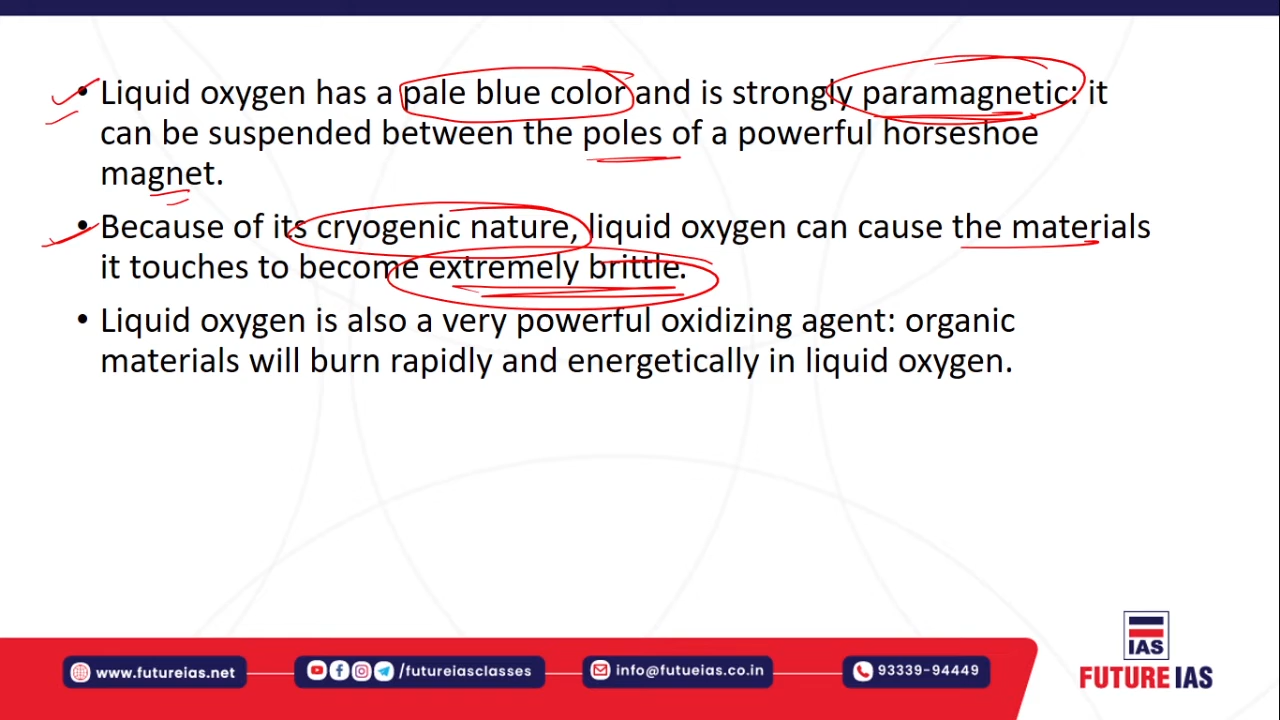 • Liquid oxygen has a pale blue color and is strongly paramagnetic: it
can be suspended between the poles of a powerful horseshoe
magnet.
• Because of its cryogenic nature, liquid oxygen can cause the materials
it touches to become extremely brittle.
• Liquid oxygen is also a very powerful oxidizing agent: organic
materials will burn rapidly and energetically in liquid oxygen.
IAS
www.futureias.net
/futureiasclasses
info@futueias.co.in
93339-94449
FUTURE IAS